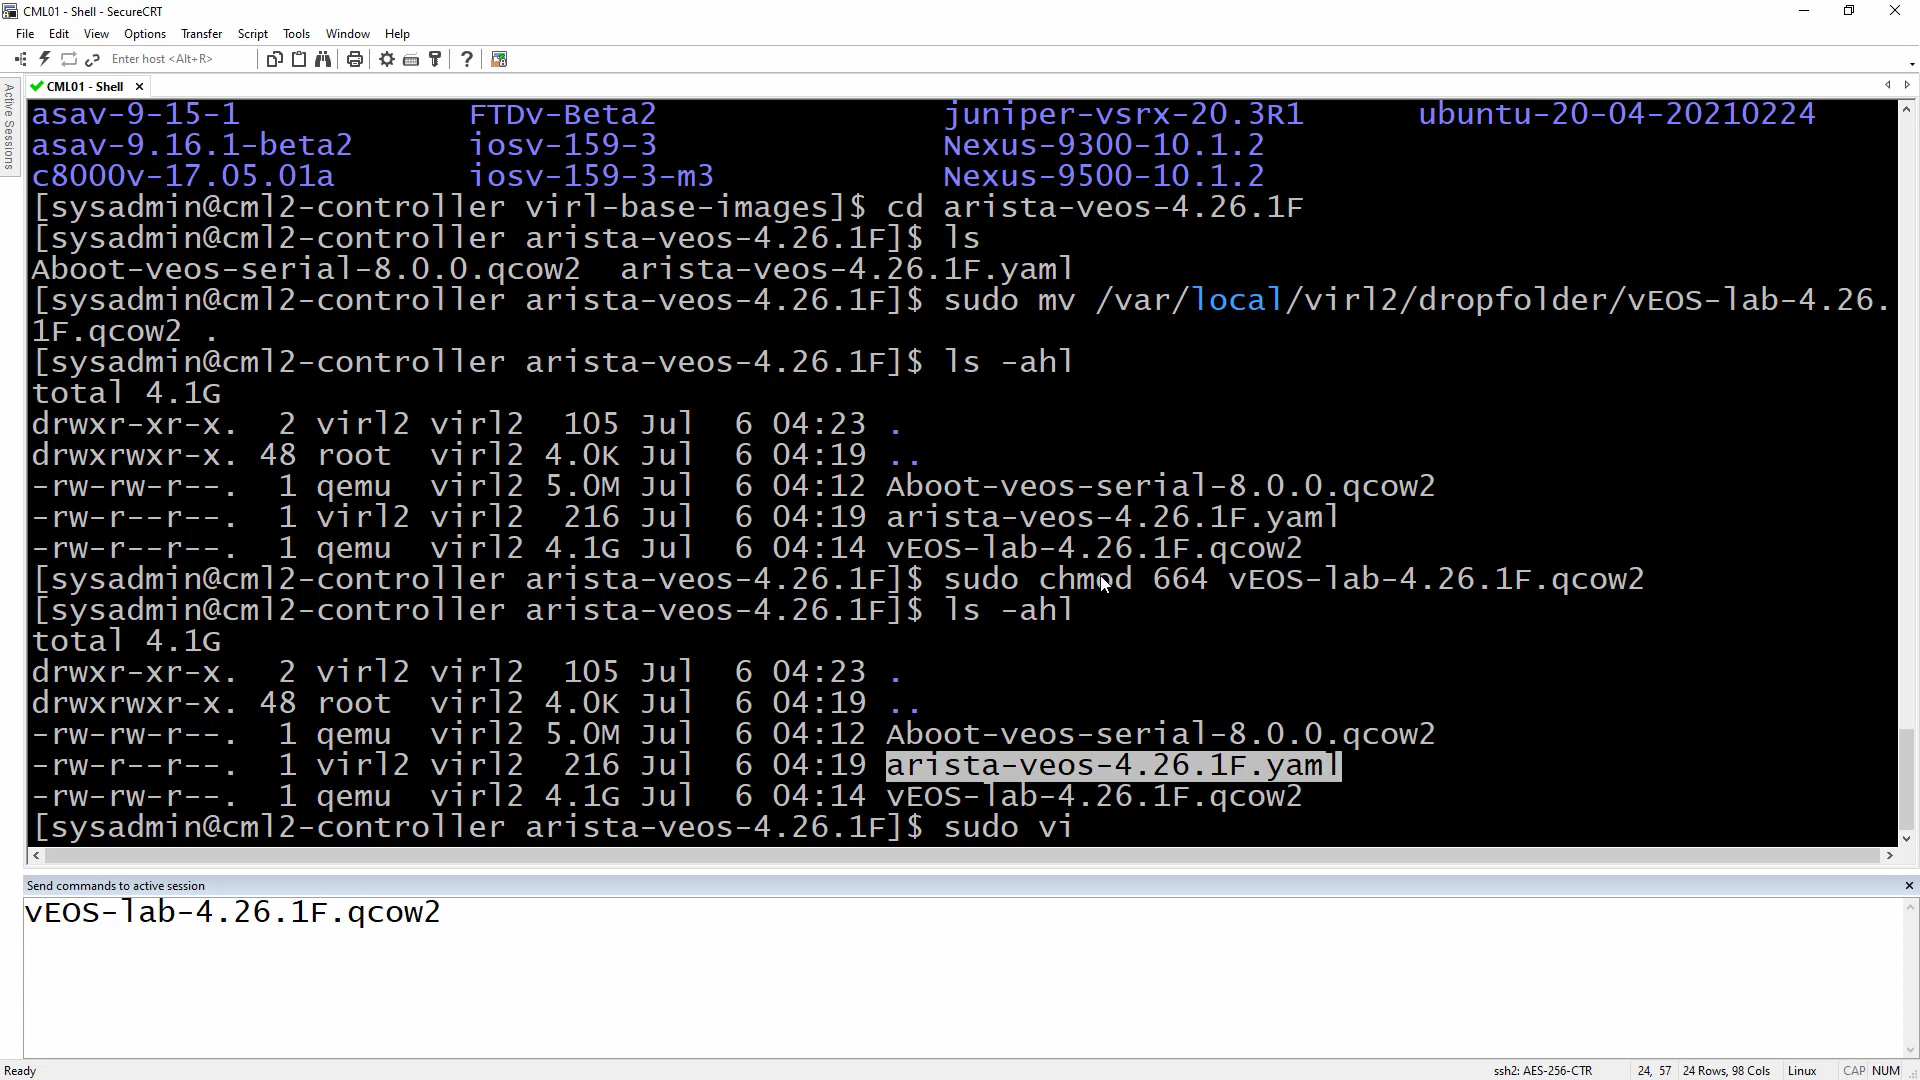 CML01 - Shell - SecureCRT
File Edit View Options Transfer Script Tools Window Help
Enter host <Alt+R>
Active Sessions
CML01 - Shell
asav-9-15-1 FTDv-Beta2 juniper-vsrx-20.3R1 ubuntu-20-04-20210224
asav-9.16.1-beta2 iosv-159-3 Nexus-9300-10.1.2
c8000v-17.05.01a iosv-159-3-m3 Nexus-9500-10.1.2
[sysadmin@cml2-controller virl-base-images]$ cd arista-veos-4.26.1F
[sysadmin@cml2-controller arista-veos-4.26.1F]$ ls
Aboot-veos-serial-8.0.0.qcow2 arista-veos-4.26.1F.yaml
[sysadmin@cml2-controller arista-veos-4.26.1F]$ sudo mv /var/local/virl2/dropfolder/vEOS-lab-4.26.
1F.qcow2 .
[sysadmin@cml2-controller arista-veos-4.26.1F]$ ls -ahl
total 4.1G
drwxr-xr-x. 2 virl2 virl2 105 Jul 6 04:23 .
drwxrwxr-x. 48 root virl2 4.0K Jul 6 04:19 ..
-rw-rw-r--. 1 qemu virl2 5.0M Jul 6 04:12 Aboot-veos-serial-8.0.0.qcow2
-rw-r--r--. 1 virl2 virl2 216 Jul 6 04:19 arista-veos-4.26.1F.yaml
-rw-r--r--. 1 qemu virl2 4.1G Jul 6 04:14 vEOS-lab-4.26.1F.qcow2
[sysadmin@cml2-controller arista-veos-4.26.1F]$ sudo chmod 664 vEOS-lab-4.26.1F.qcow2
[sysadmin@cml2-controller arista-veos-4.26.1F]$ ls -ahl
total 4.1G
drwxr-xr-x. 2 virl2 virl2 105 Jul 6 04:23 .
drwxrwxr-x. 48 root virl2 4.0K Jul 6 04:19 ..
-rw-rw-r--. 1 qemu virl2 5.0M Jul 6 04:12 Aboot-veos-serial-8.0.0.qcow2
-rw-r--r--. 1 virl2 virl2 216 Jul 6 04:19 arista-veos-4.26.1F.yaml
-rw-rw-r--. 1 qemu virl2 4.1G Jul 6 04:14 vEOS-lab-4.26.1F.qcow2
[sysadmin@cml2-controller arista-veos-4.26.1F]$ sudo vi
Send commands to active session
vEOS-lab-4.26.1F.qcow2
Ready ssh2: AES-256-CTR 24, 57 24 Rows, 98 Cols Linux CAP NUM